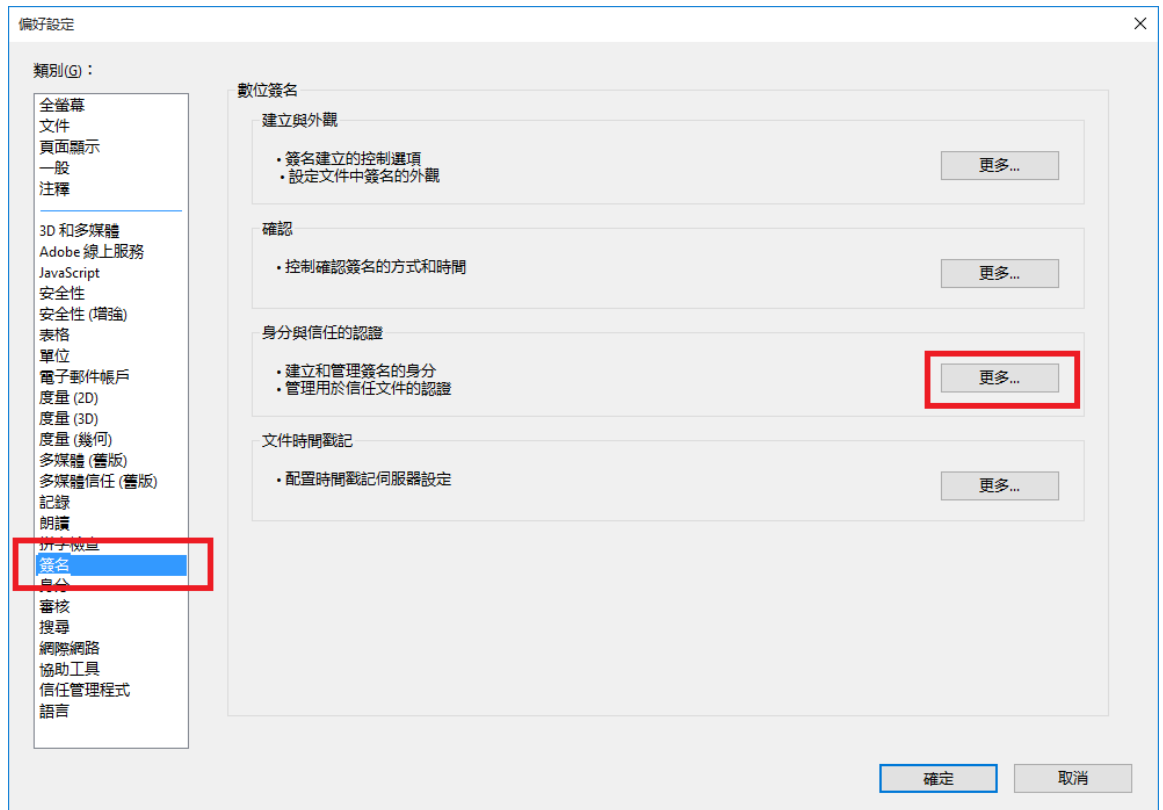 偏好設定
類別(G)：
全螢幕
文件
頁面顯示
一般
注釋
3D 和多媒體
Adobe 線上服務
JavaScript
安全性
安全性 (增強)
表格
單位
電子郵件帳戶
度量 (2D)
度量 (3D)
度量 (幾何)
多媒體 (舊版)
多媒體信任 (舊版)
記錄
朗讀
拼字檢查
簽名
身分
審核
搜尋
網際網路
協助工具
信任管理程式
語言
數位簽名
建立與外觀
• 簽名建立的控制選項
• 設定文件中簽名的外觀
更多...
確認
• 控制確認簽名的方式和時間
更多...
身分與信任的認證
• 建立和管理簽名的身分
• 管理用於信任文件的認證
更多...
文件時間戳記
• 配置時間戳記伺服器設定
更多...
確定
取消